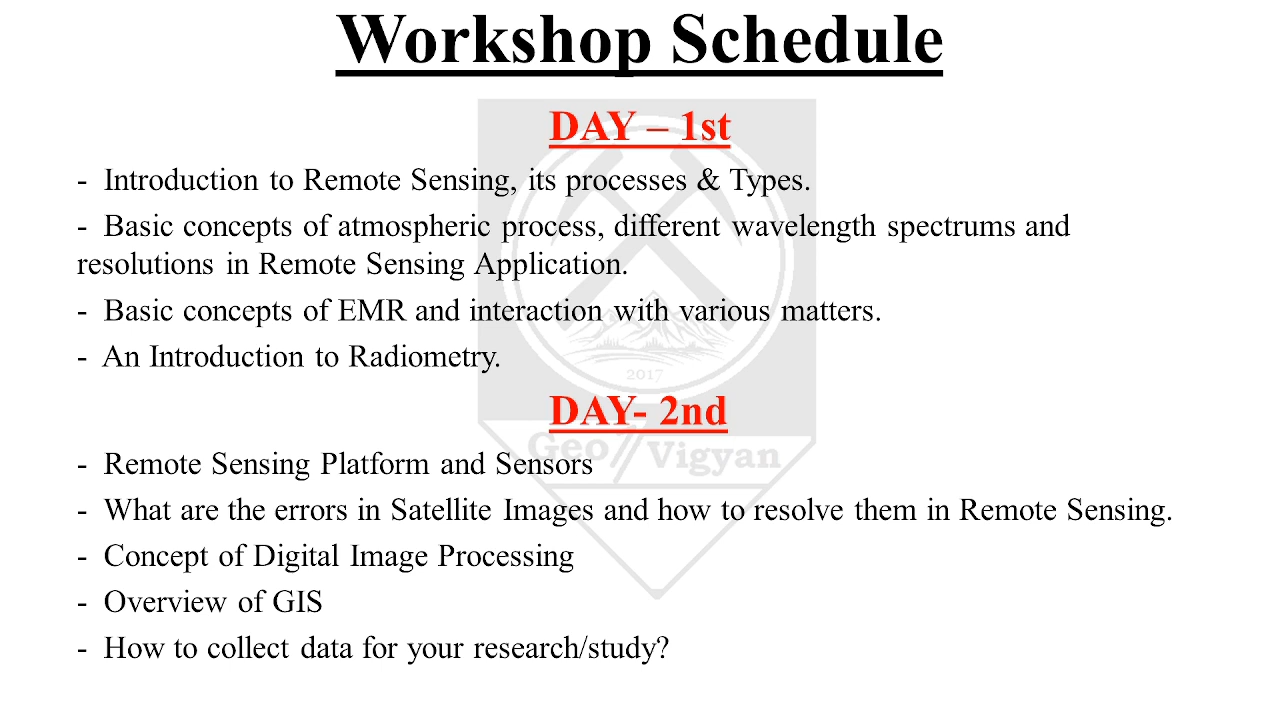 Workshop Schedule
DAY – 1st
- Introduction to Remote Sensing, its processes & Types.
- Basic concepts of atmospheric process, different wavelength spectrums and
resolutions in Remote Sensing Application.
- Basic concepts of EMR and interaction with various matters.
- An Introduction to Radiometry.
2017
DAY- 2nd
Geo Vigyan
- Remote Sensing Platform and Sensors
- What are the errors in Satellite Images and how to resolve them in Remote Sensing.
- Concept of Digital Image Processing
- Overview of GIS
- How to collect data for your research/study?